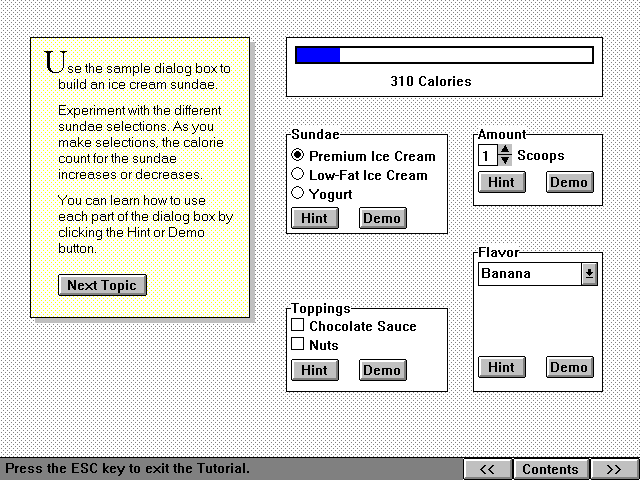 Use the sample dialog box to
build an ice cream sundae.
Experiment with the different
sundae selections. As you
make selections, the calorie
count for the sundae
increases or decreases.
You can learn how to use
each part of the dialog box by
clicking the Hint or Demo
button.
Next Topic
310 Calories
Sundae
Premium Ice Cream
Low-Fat Ice Cream
Yogurt
Hint Demo
Amount
1 Scoops
Hint Demo
Toppings
Chocolate Sauce
Nuts
Hint Demo
Flavor
Banana
Hint Demo
Press the ESC key to exit the Tutorial.
<< Contents >>